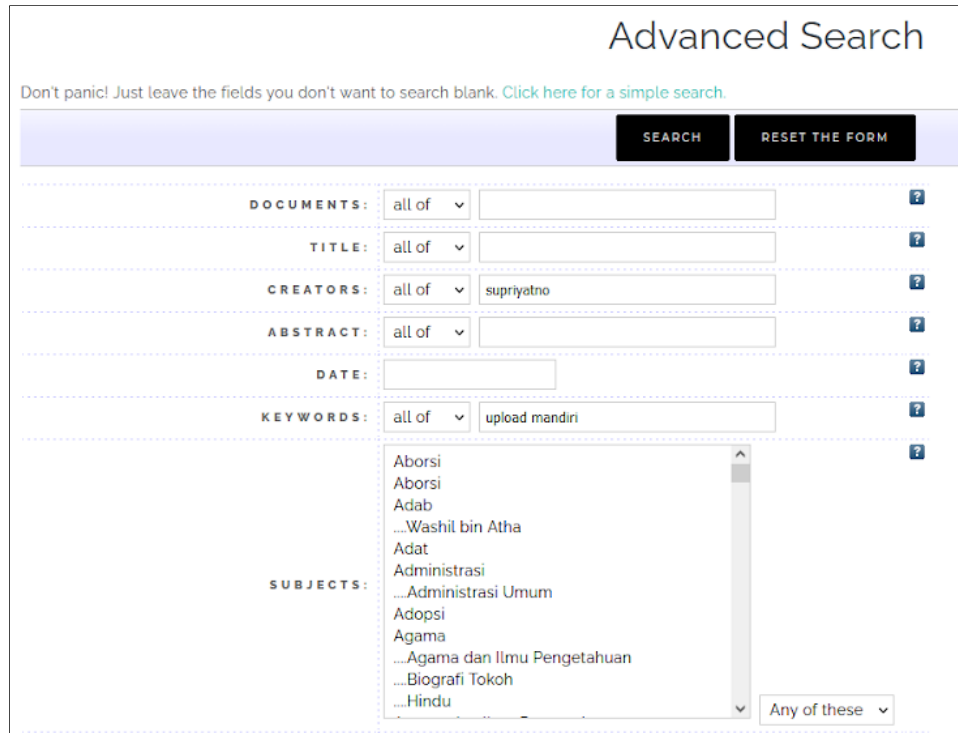 Advanced Search
Don't panic! Just leave the fields you don't want to search blank. Click here for a simple search.
SEARCH RESET THE FORM
DOCUMENTS: all of ?
TITLE: all of ?
CREATORS: all of supriyatno ?
ABSTRACT: all of ?
DATE: ?
KEYWORDS: all of upload mandiri ?
SUBJECTS: ?
Aborsi
Aborsi
Adab
....Washil bin Atha
Adat
Administrasi
....Administrasi Umum
Adopsi
Agama
....Agama dan Ilmu Pengetahuan
....Biografi Tokoh
....Hindu
Any of these